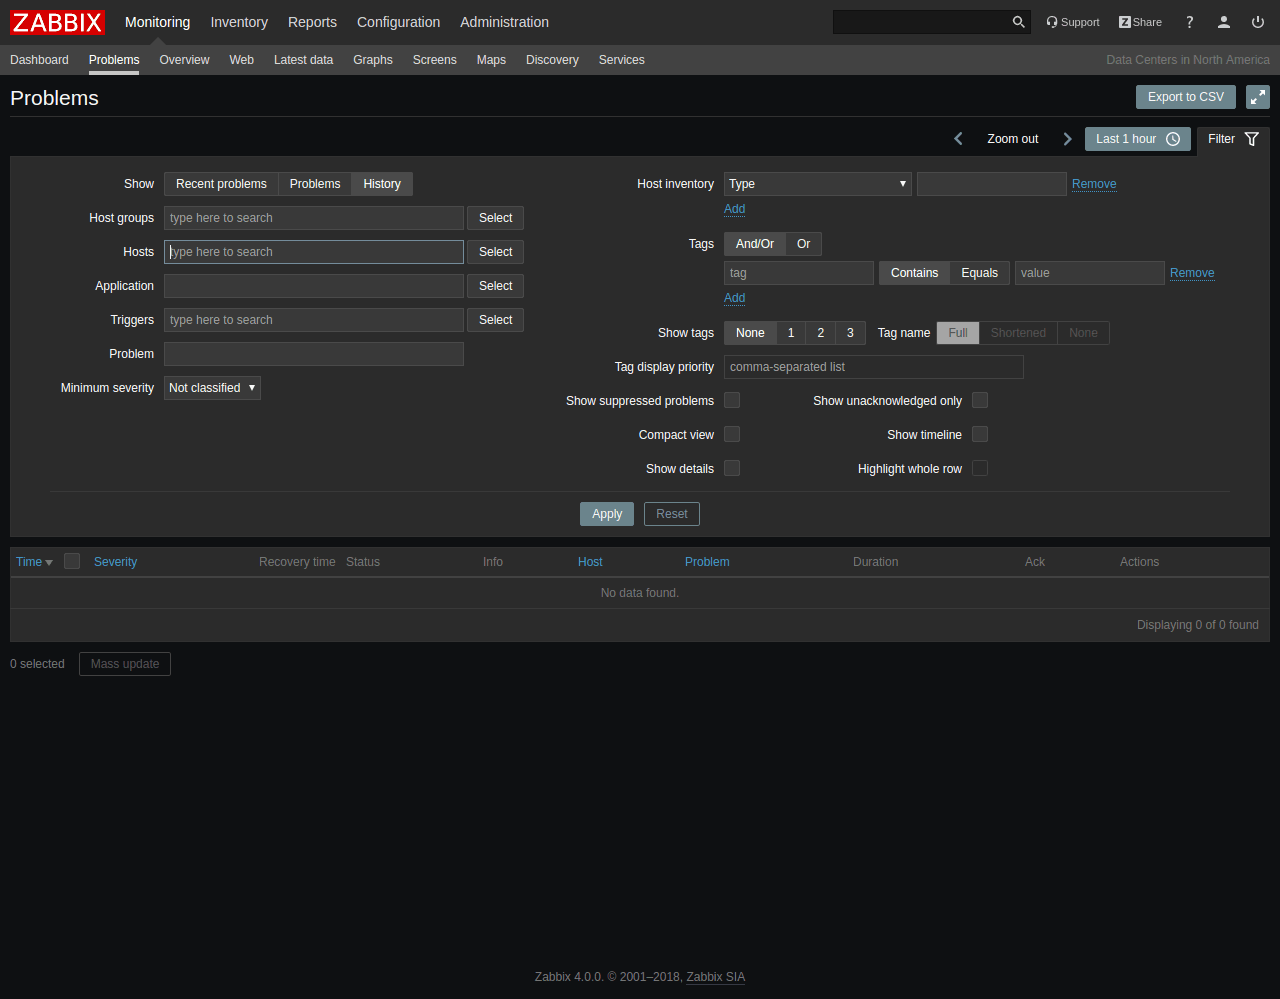 ZABBIX Monitoring Inventory Reports Configuration Administration Support Z Share ?
Dashboard Problems Overview Web Latest data Graphs Screens Maps Discovery Services Data Centers in North America
Problems Export to CSV
Zoom out Last 1 hour Filter
Show Recent problems Problems History Host inventory Type Remove
Add
Host groups type here to search Select
Hosts type here to search Select Tags And/Or Or
tag Contains Equals value Remove
Application Select
Add
Triggers type here to search Select Show tags None 1 2 3 Tag name Full Shortened None
Problem Tag display priority comma-separated list
Minimum severity Not classified Show suppressed problems Show unacknowledged only
Compact view Show timeline
Show details Highlight whole row
Apply Reset
Time Severity Recovery time Status Info Host Problem Duration Ack Actions
No data found.
Displaying 0 of 0 found
0 selected Mass update
Zabbix 4.0.0. © 2001–2018, Zabbix SIA